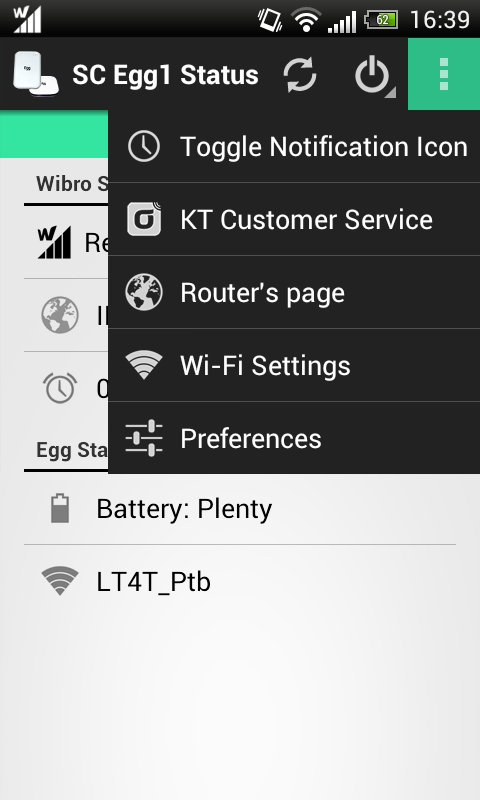 W 62 16:39
SC Egg1 Status
Toggle Notification Icon
Wibro S
KT Customer Service
W Re
Router's page
Wi-Fi Settings
0
Egg Sta
Preferences
Battery: Plenty
LT4T_Ptb